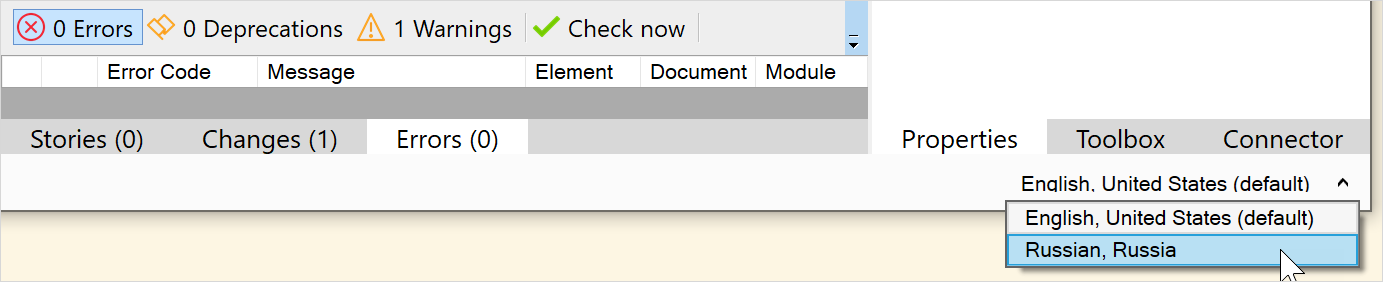 0 Errors 0 Deprecations 1 Warnings Check now
Error Code Message Element Document Module
Stories (0) Changes (1) Errors (0) Properties Toolbox Connector
English, United States (default)
English, United States (default)
Russian, Russia